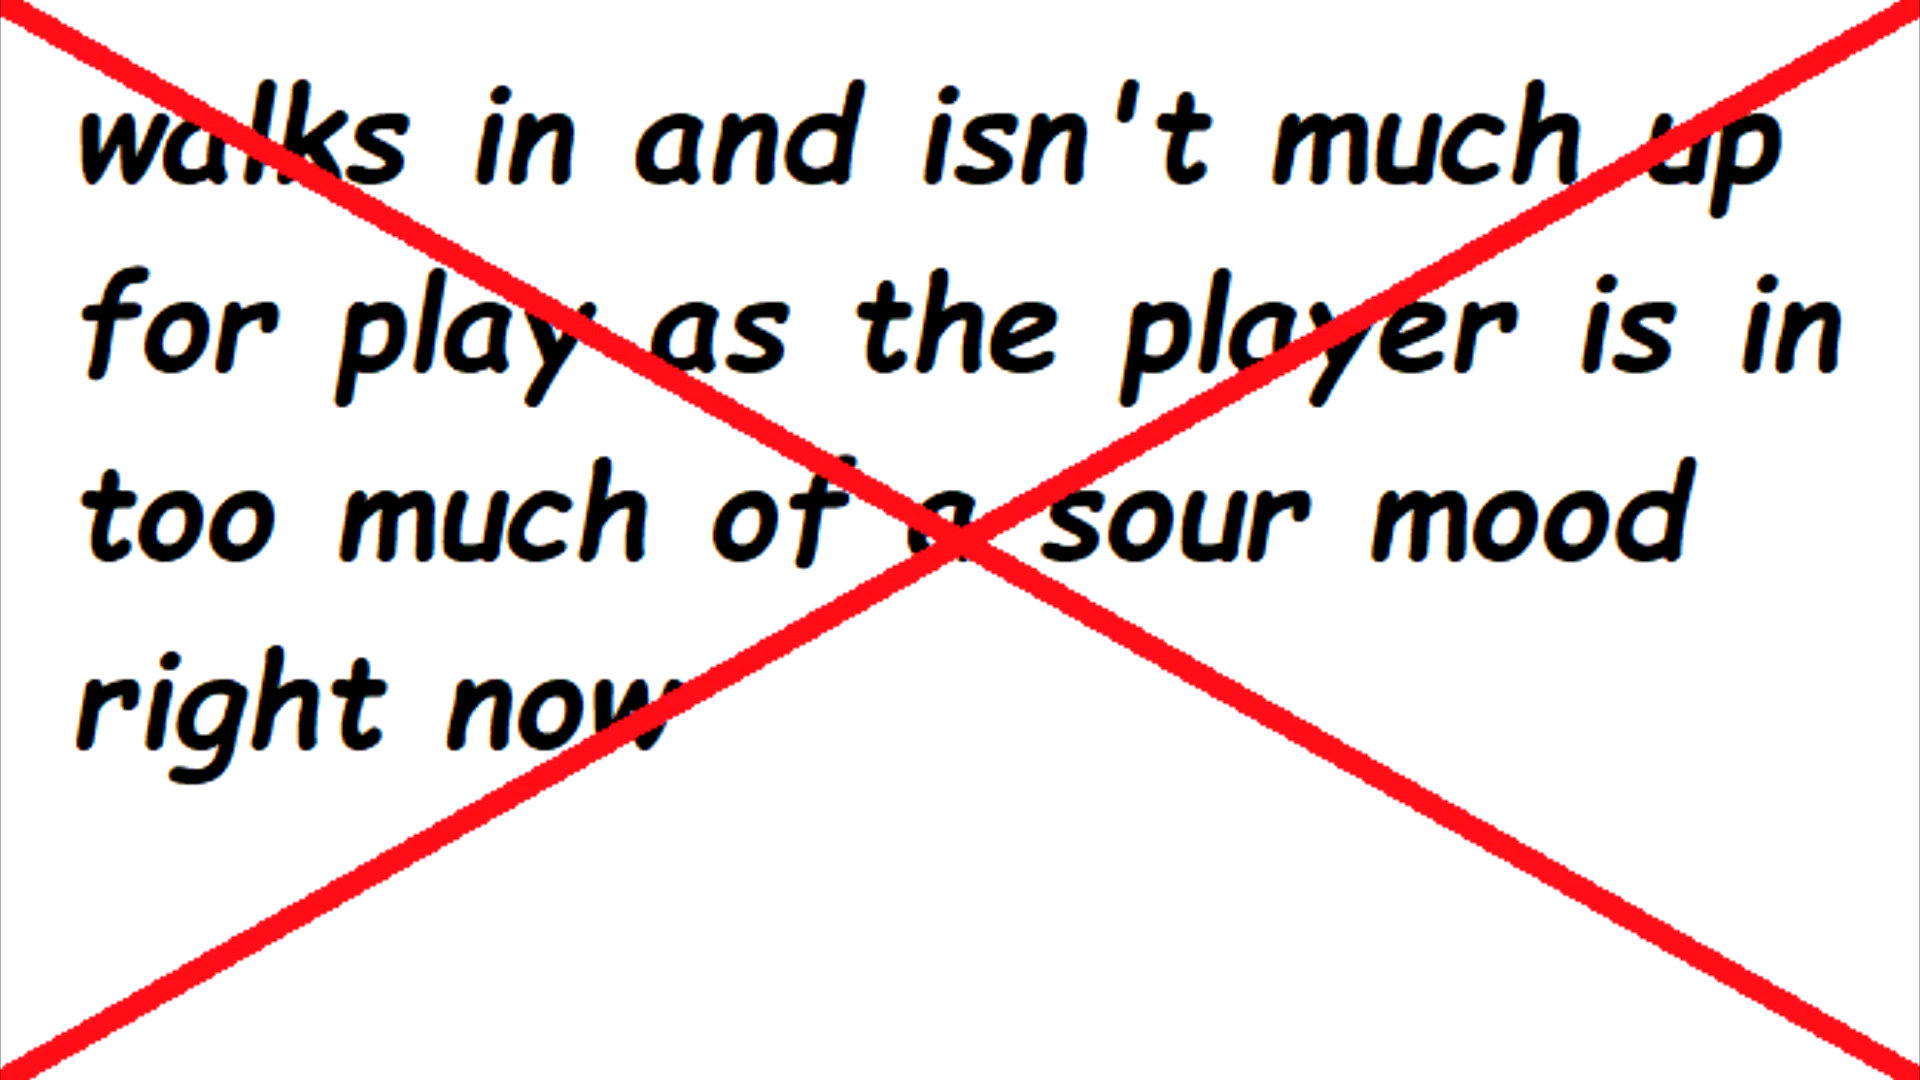 walks in and isn't much up
for play as the player is in
too much of a sour mood
right now